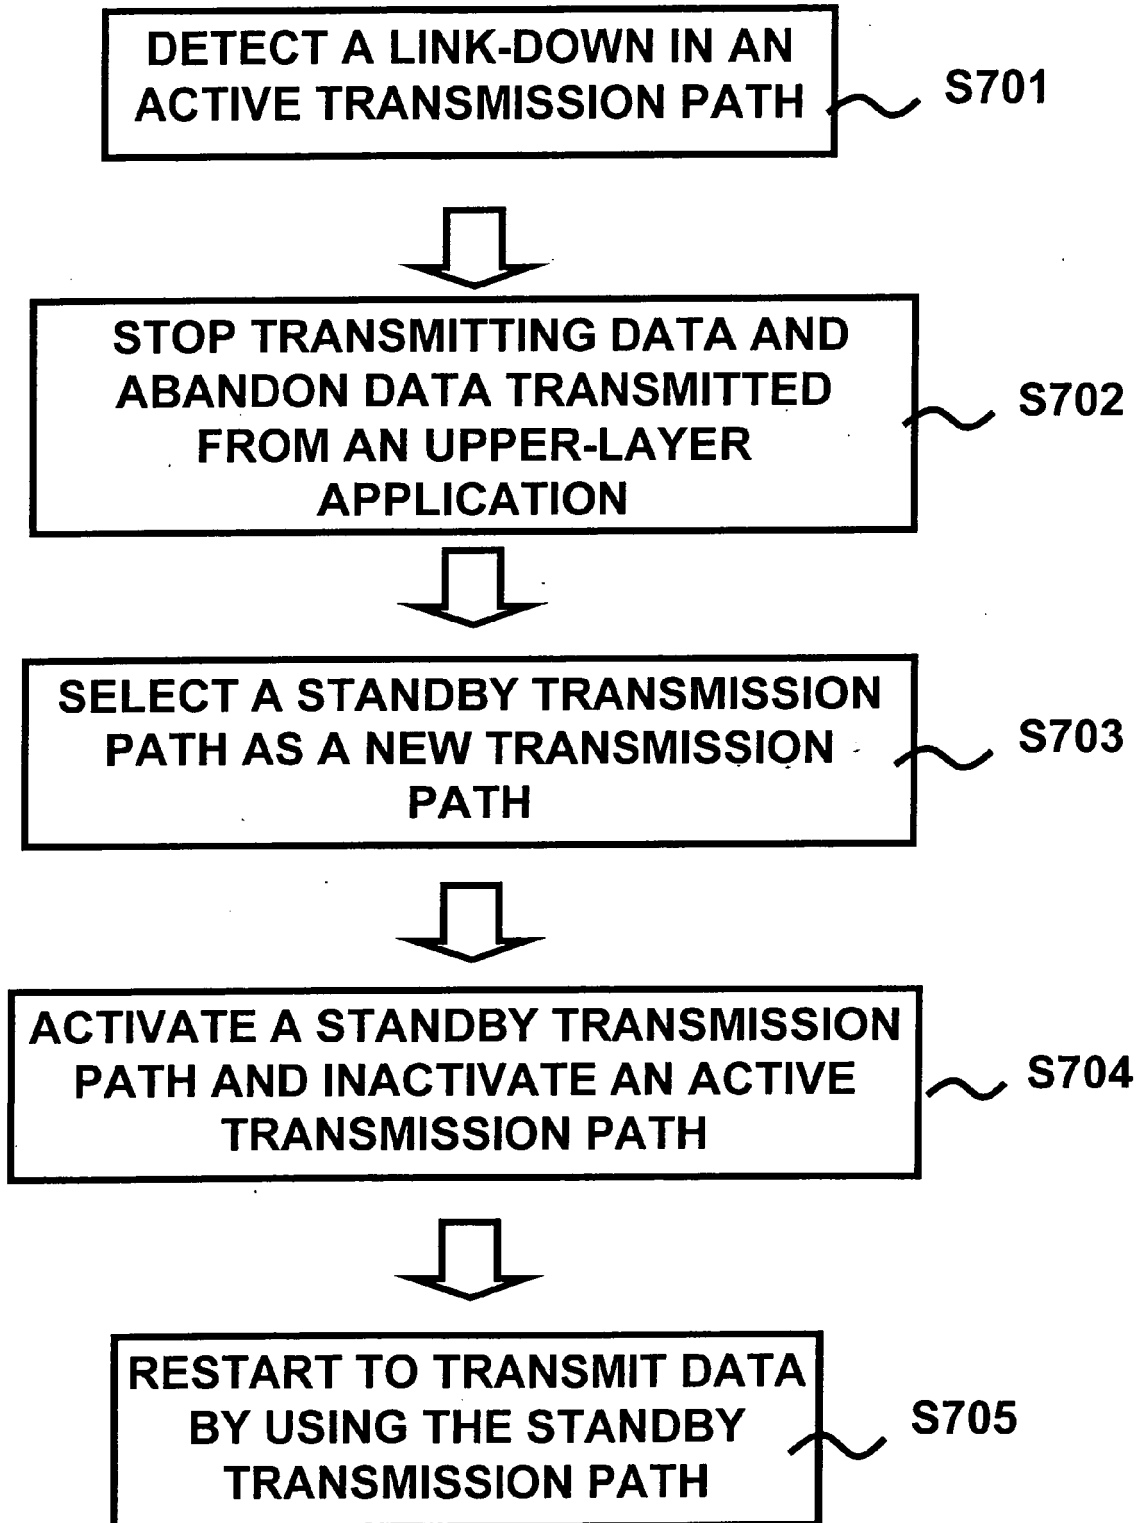 DETECT A LINK-DOWN IN AN
ACTIVE TRANSMISSION PATH
S701
STOP TRANSMITTING DATA AND
ABANDON DATA TRANSMITTED
FROM AN UPPER-LAYER
APPLICATION
S702
SELECT A STANDBY TRANSMISSION
PATH AS A NEW TRANSMISSION
PATH
S703
ACTIVATE A STANDBY TRANSMISSION
PATH AND INACTIVATE AN ACTIVE
TRANSMISSION PATH
S704
RESTART TO TRANSMIT DATA
BY USING THE STANDBY
TRANSMISSION PATH
S705